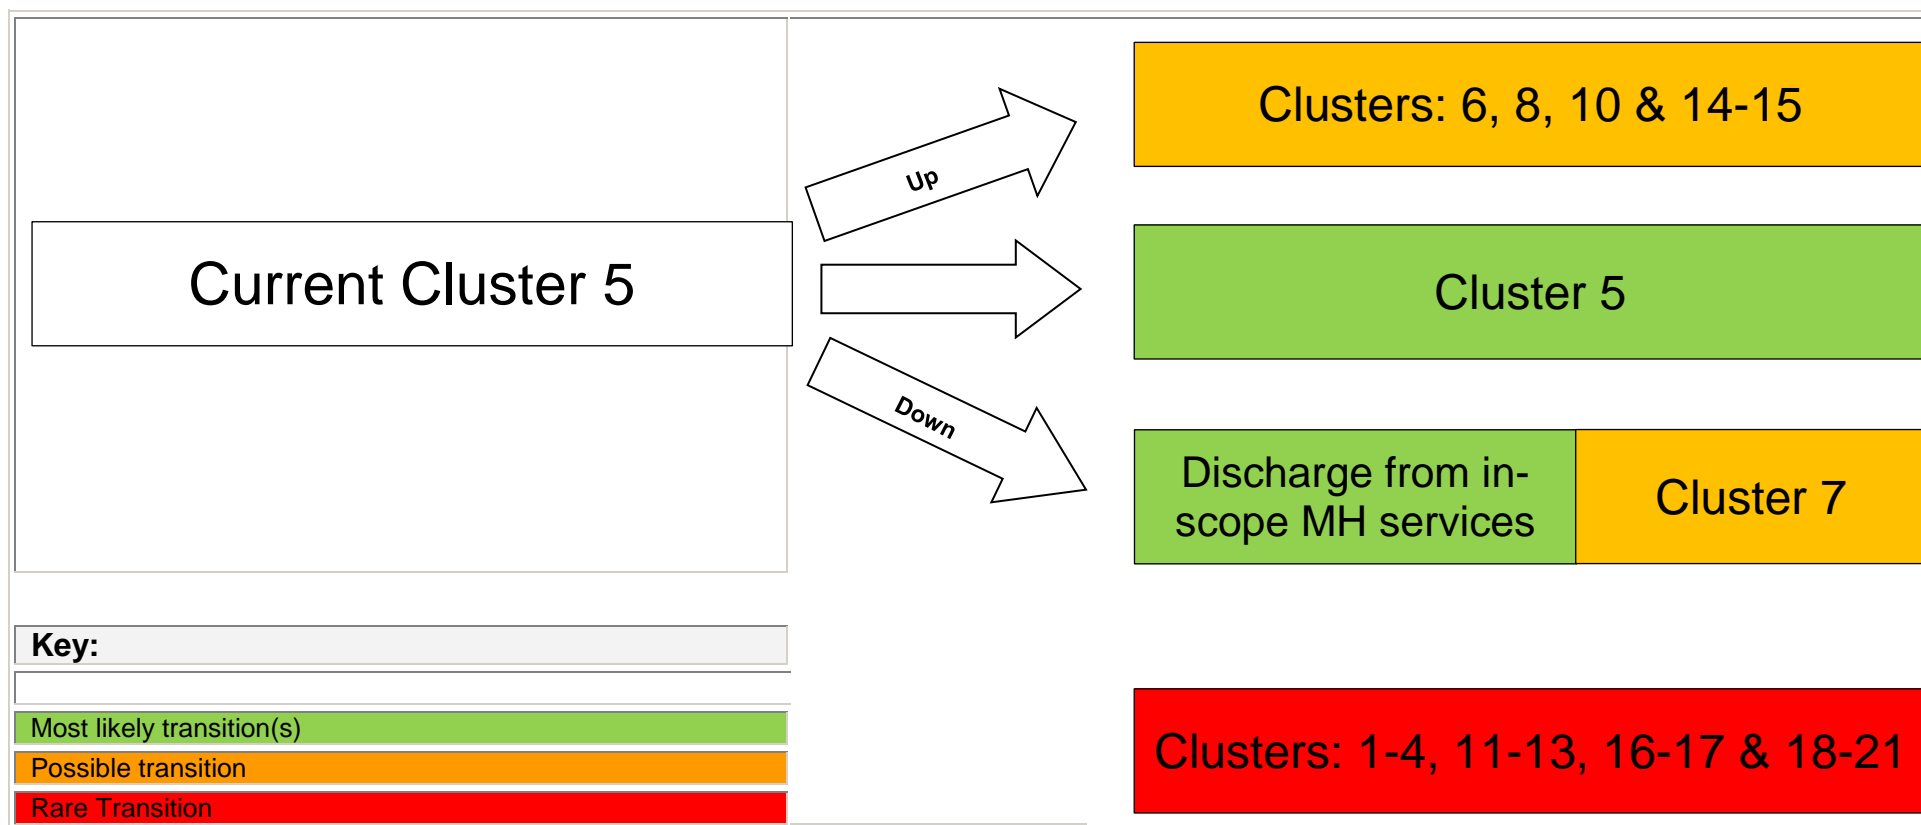 Clusters: 6, 8, 10 & 14-15
Up
Current Cluster 5
Cluster 5
Down
Discharge from in-
scope MH services
Cluster 7
Key:
Most likely transition(s)
Possible transition
Rare Transition
Clusters: 1-4, 11-13, 16-17 & 18-21